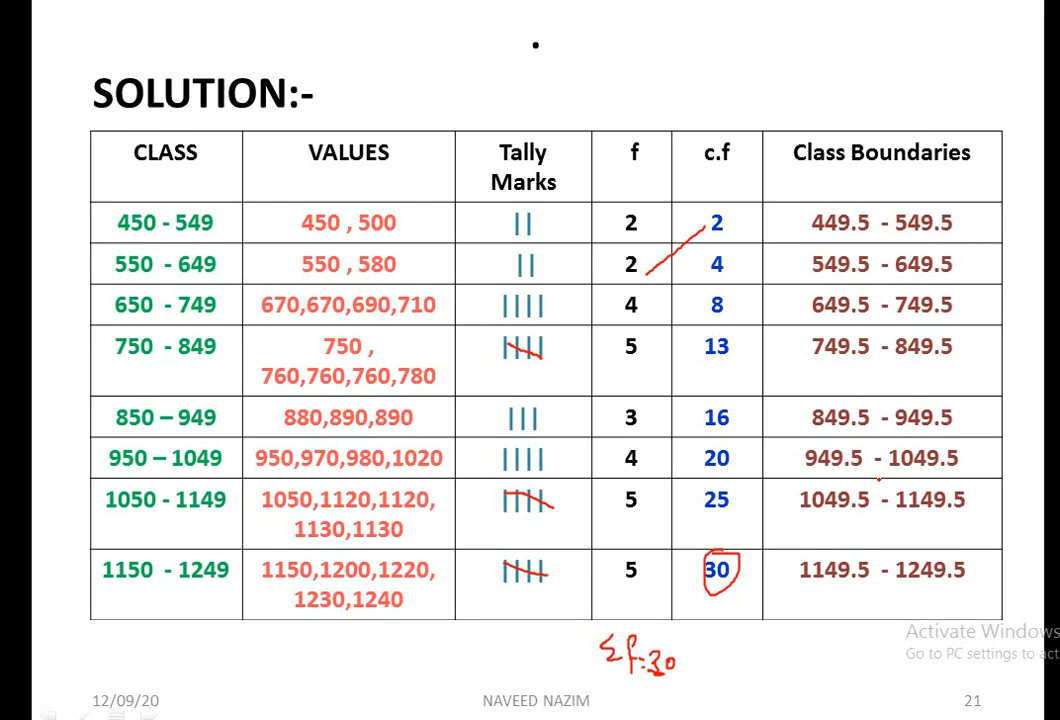 SOLUTION:-
CLASS VALUES Tally Marks f c.f Class Boundaries
450 - 549 450 , 500 || 2 2 449.5 - 549.5
550 - 649 550 , 580 || 2 4 549.5 - 649.5
650 - 749 670,670,690,710 |||| 4 8 649.5 - 749.5
750 - 849 750 , 760,760,760,780 |||| 5 13 749.5 - 849.5
850 – 949 880,890,890 ||| 3 16 849.5 - 949.5
950 – 1049 950,970,980,1020 |||| 4 20 949.5 - 1049.5
1050 - 1149 1050,1120,1120, 1130,1130 |||| 5 25 1049.5 - 1149.5
1150 - 1249 1150,1200,1220, 1230,1240 |||| 5 30 1149.5 - 1249.5
Σf=30
Activate Windows
Go to PC settings to act
12/09/20 NAVEED NAZIM 21